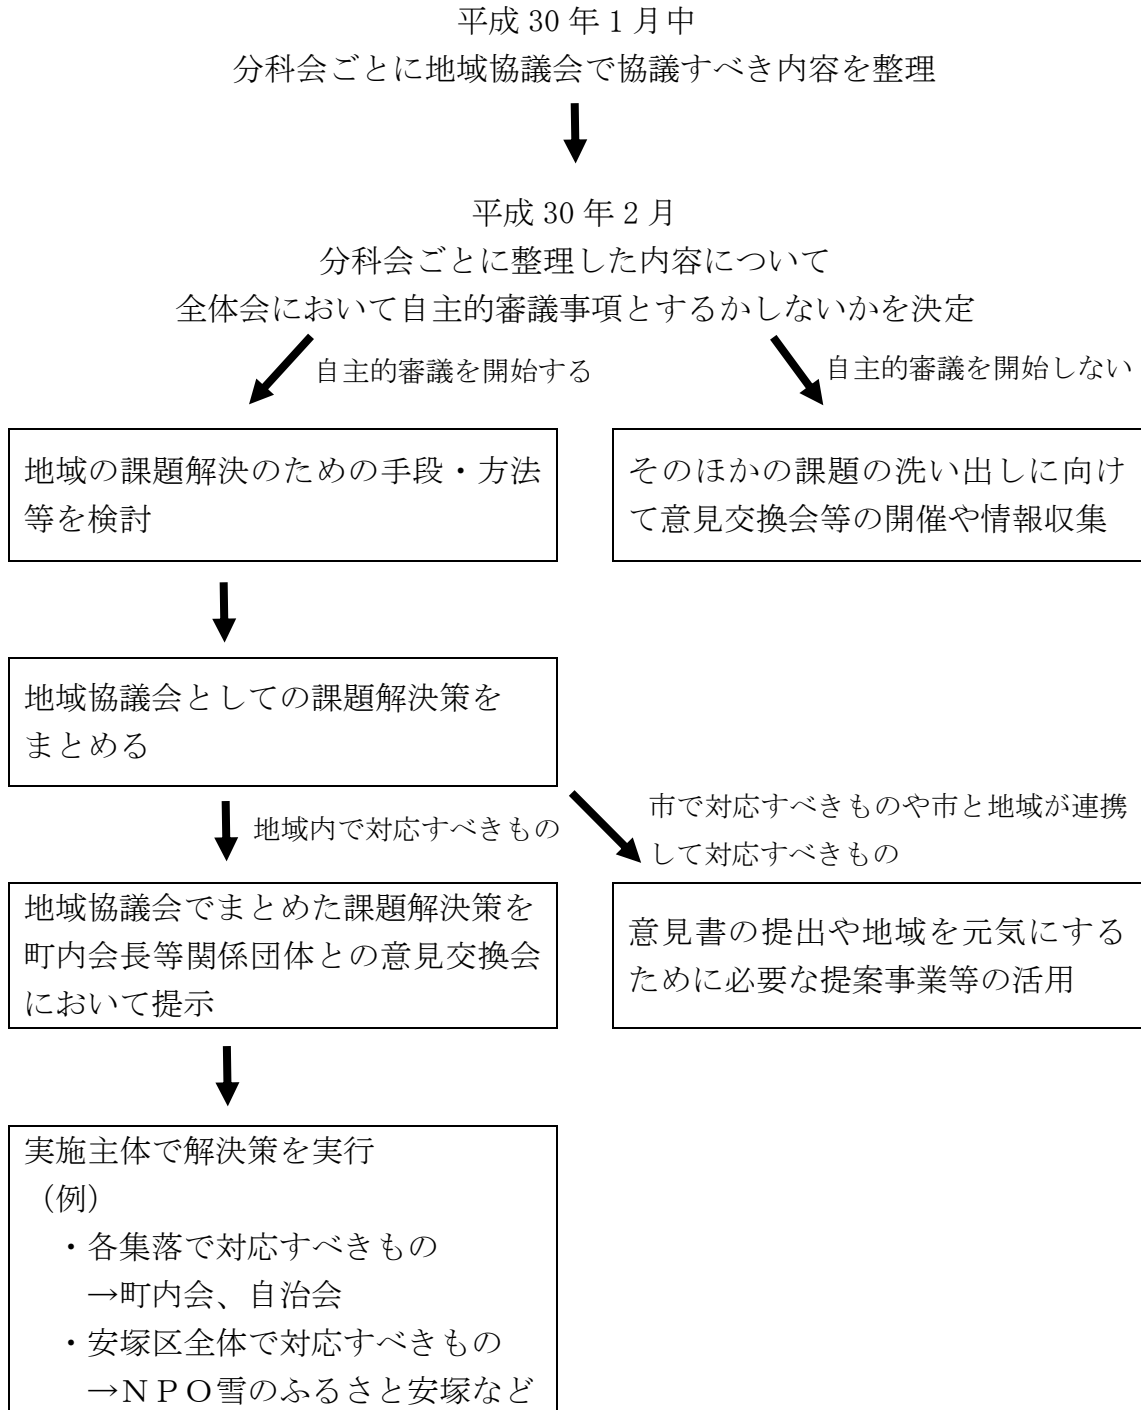 平成 30 年 1 月中
分科会ごとに地域協議会で協議すべき内容を整理
平成 30 年 2 月
分科会ごとに整理した内容について
全体会において自主的審議事項とするかしないかを決定
自主的審議を開始する
自主的審議を開始しない
地域の課題解決のための手段・方法
等を検討
そのほかの課題の洗い出しに向け
て意見交換会等の開催や情報収集
地域協議会としての課題解決策を
まとめる
地域内で対応すべきもの
市で対応すべきものや市と地域が連携
して対応すべきもの
地域協議会でまとめた課題解決策を
町内会長等関係団体との意見交換会
において提示
意見書の提出や地域を元気にする
ために必要な提案事業等の活用
実施主体で解決策を実行
（例）
・各集落で対応すべきもの
→町内会、自治会
・安塚区全体で対応すべきもの
→ＮＰＯ雪のふるさと安塚など